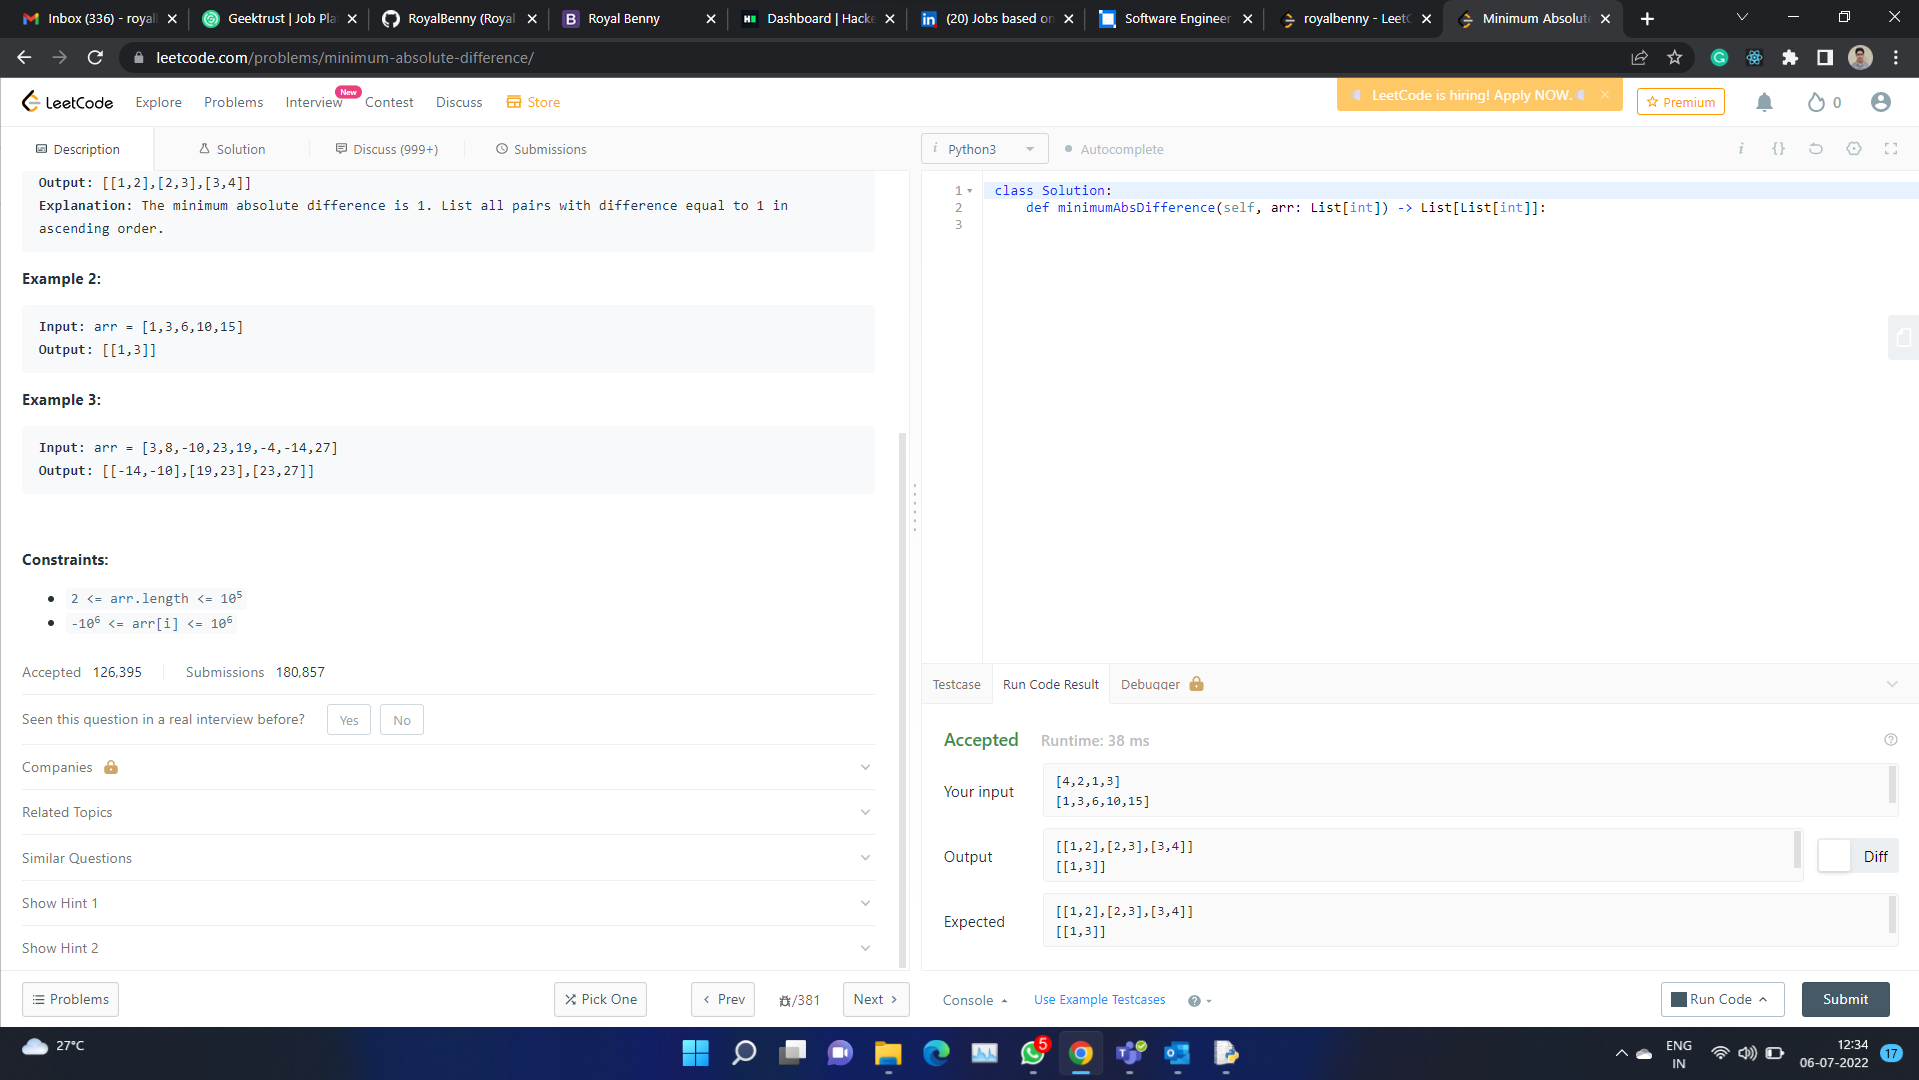 Inbox (336) - royal
Geektrust | Job Pla
RoyalBenny (Royal
Royal Benny
Dashboard | Hacke
(20) Jobs based on
Software Engineer
royalbenny - LeetC
Minimum Absolute
leetcode.com/problems/minimum-absolute-difference/
LeetCode
Explore
Problems
Interview
New
Contest
Discuss
Store
LeetCode is hiring! Apply NOW.
Premium
0
Description
Solution
Discuss (999+)
Submissions
i Python3
Autocomplete
i
{}
Output: [[1,2],[2,3],[3,4]]
Explanation: The minimum absolute difference is 1. List all pairs with difference equal to 1 in
ascending order.
Example 2:
Input: arr = [1,3,6,10,15]
Output: [[1,3]]
Example 3:
Input: arr = [3,8,-10,23,19,-4,-14,27]
Output: [[-14,-10],[19,23],[23,27]]
Constraints:
2 <= arr.length <= 10⁵
-10⁶ <= arr[i] <= 10⁶
Accepted 126,395
Submissions 180,857
Seen this question in a real interview before?
Yes
No
Companies
Related Topics
Similar Questions
Show Hint 1
Show Hint 2
Problems
Pick One
Prev
/381
Next
1 class Solution:
2 def minimumAbsDifference(self, arr: List[int]) -> List[List[int]]:
3
Testcase
Run Code Result
Debugger
Accepted
Runtime: 38 ms
Your input
[4,2,1,3]
[1,3,6,10,15]
Output
[[1,2],[2,3],[3,4]]
[[1,3]]
Diff
Expected
[[1,2],[2,3],[3,4]]
[[1,3]]
Console
Use Example Testcases
Run Code
Submit
27°C
5
ENG
IN
12:34
06-07-2022
17